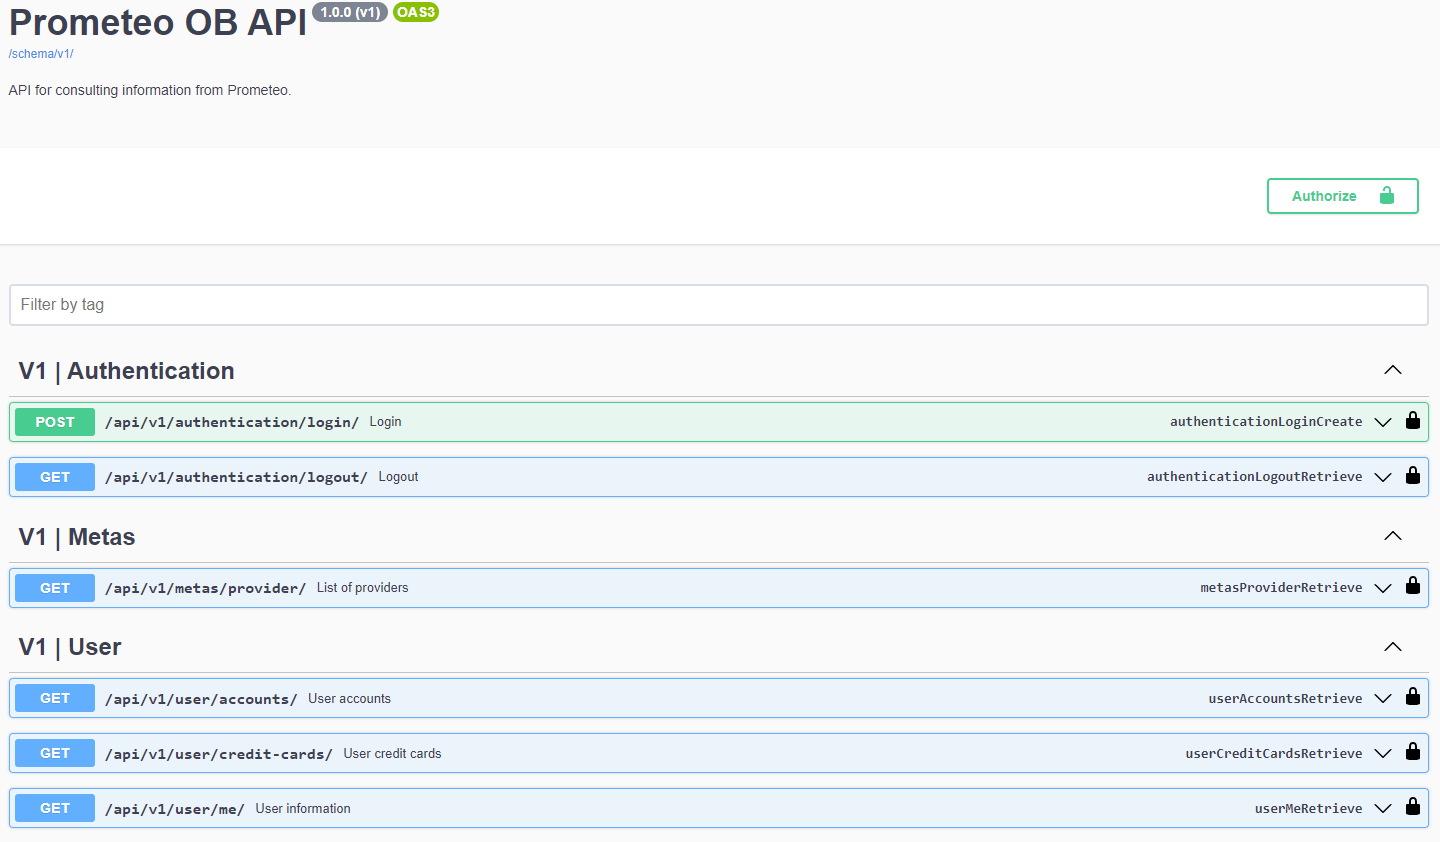 Prometeo OB API 1.0.0 (v1) OAS3
/schema/v1/
API for consulting information from Prometeo.
Authorize
Filter by tag
V1 | Authentication
POST /api/v1/authentication/login/ Login authenticationLoginCreate
GET /api/v1/authentication/logout/ Logout authenticationLogoutRetrieve
V1 | Metas
GET /api/v1/metas/provider/ List of providers metasProviderRetrieve
V1 | User
GET /api/v1/user/accounts/ User accounts userAccountsRetrieve
GET /api/v1/user/credit-cards/ User credit cards userCreditCardsRetrieve
GET /api/v1/user/me/ User information userMeRetrieve